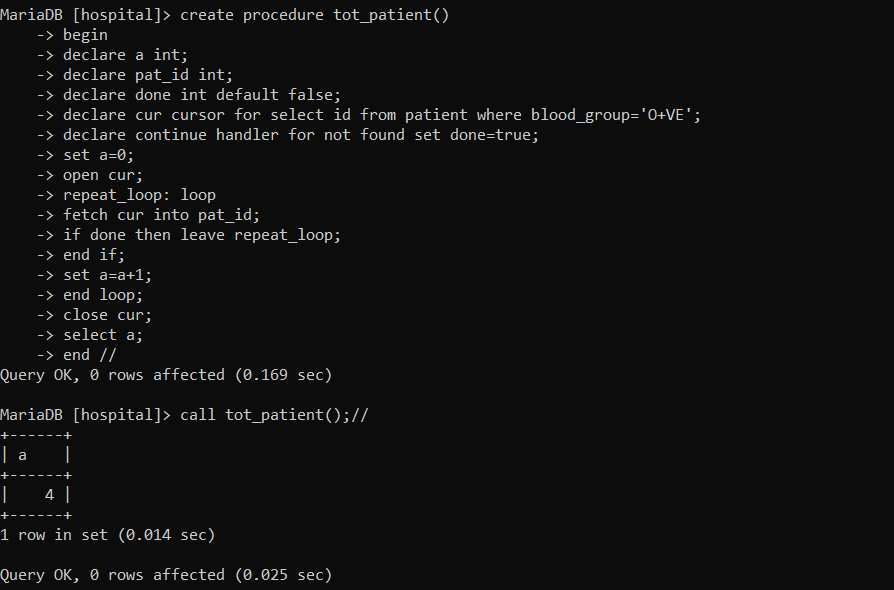 MariaDB [hospital]> create procedure tot_patient()
    -> begin
    -> declare a int;
    -> declare pat_id int;
    -> declare done int default false;
    -> declare cur cursor for select id from patient where blood_group='O+VE';
    -> declare continue handler for not found set done=true;
    -> set a=0;
    -> open cur;
    -> repeat_loop: loop
    -> fetch cur into pat_id;
    -> if done then leave repeat_loop;
    -> end if;
    -> set a=a+1;
    -> end loop;
    -> close cur;
    -> select a;
    -> end //
Query OK, 0 rows affected (0.169 sec)

MariaDB [hospital]> call tot_patient();//
+------+
| a    |
+------+
|    4 |
+------+
1 row in set (0.014 sec)

Query OK, 0 rows affected (0.025 sec)